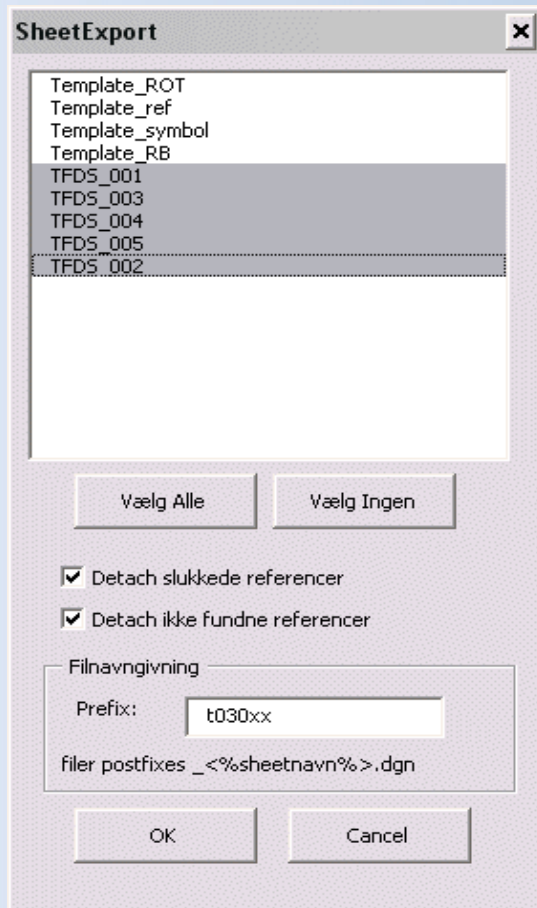 SheetExport
Template_ROT
Template_ref
Template_symbol
Template_RB
TFDS_001
TFDS_003
TFDS_004
TFDS_005
TFDS_002
Vælg Alle
Vælg Ingen
Detach slukkede referencer
Detach ikke fundne referencer
Filnavngivning
Prefix:
t030xx
filer postfixes _<%sheetnavn%>.dgn
OK
Cancel